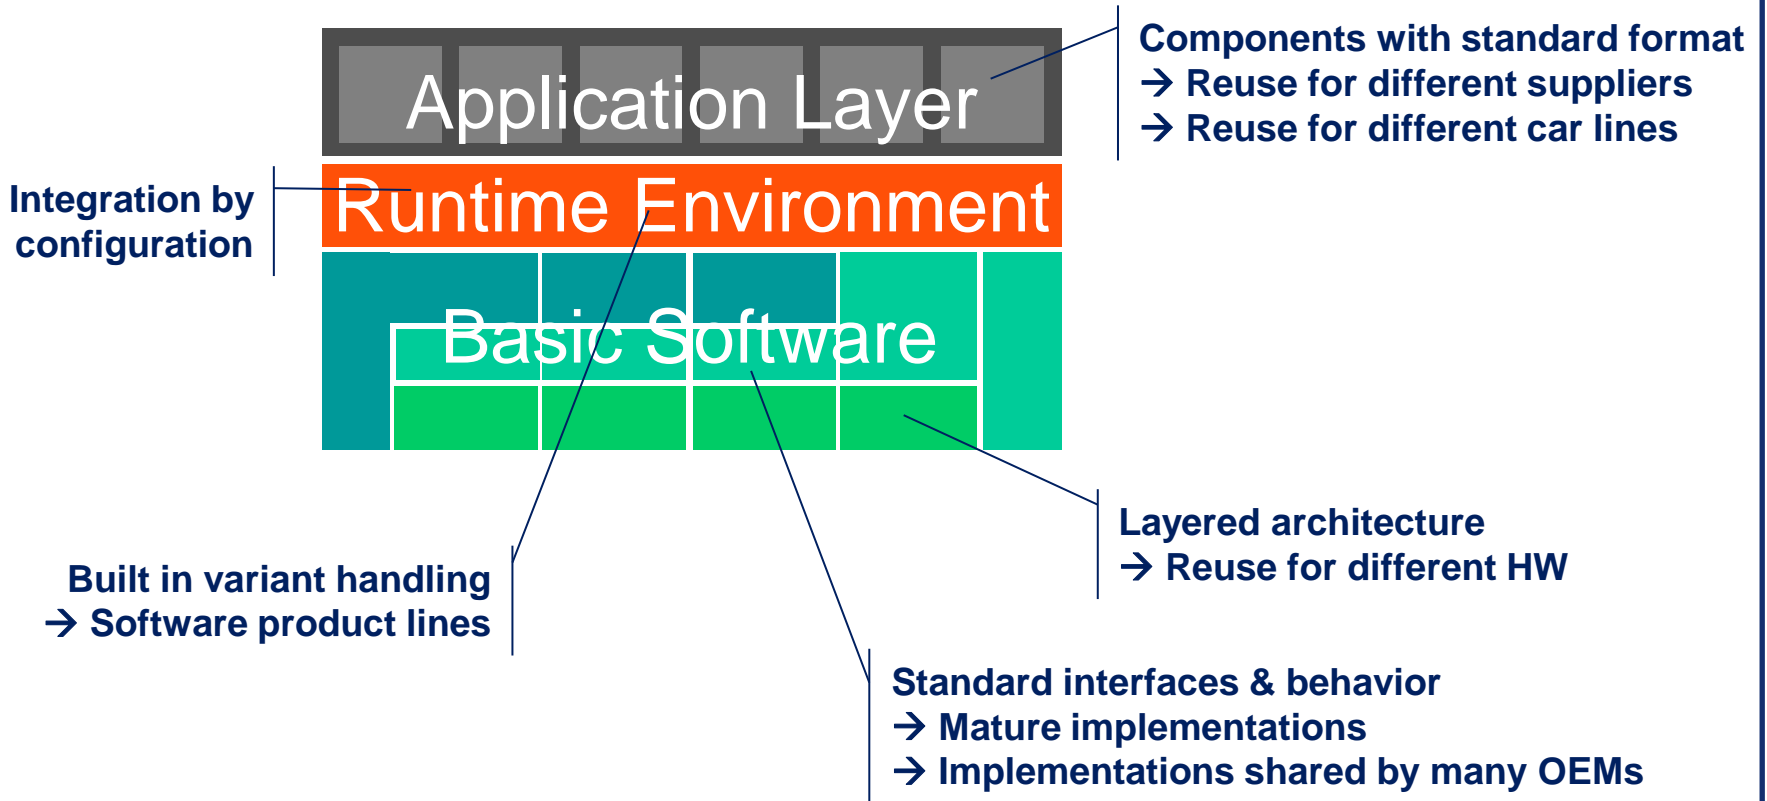 Components with standard format
→ Reuse for different suppliers
→ Reuse for different car lines
Application Layer
Integration by
configuration
Runtime Environment
Basic Software
Layered architecture
→ Reuse for different HW
Built in variant handling
→ Software product lines
Standard interfaces & behavior
→ Mature implementations
→ Implementations shared by many OEMs